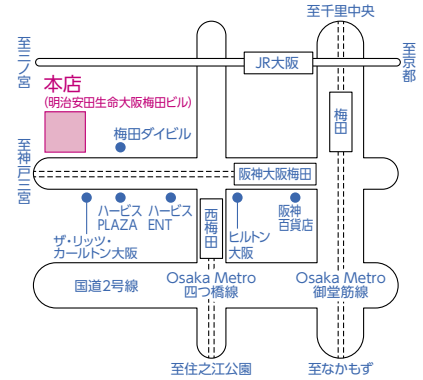 至千里中央
至三ノ宮
JR大阪
至京都
本店
(明治安田生命大阪梅田ビル)
梅田
梅田ダイビル
至神戸三宮
阪神大阪梅田
ザ・リッツ・
カールトン大阪
ハービス
PLAZA
ハービス
ENT
西梅田
ヒルトン
大阪
阪神
百貨店
国道2号線
Osaka Metro
四つ橋線
Osaka Metro
御堂筋線
至住之江公園
至なかもず